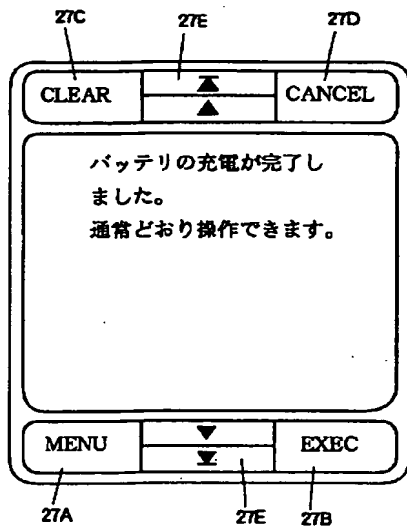 27C 27E 27D
CLEAR CANCEL
バッテリの充電が完了し
ました。
通常どおり操作できます。
MENU EXEC
27A 27E 27B